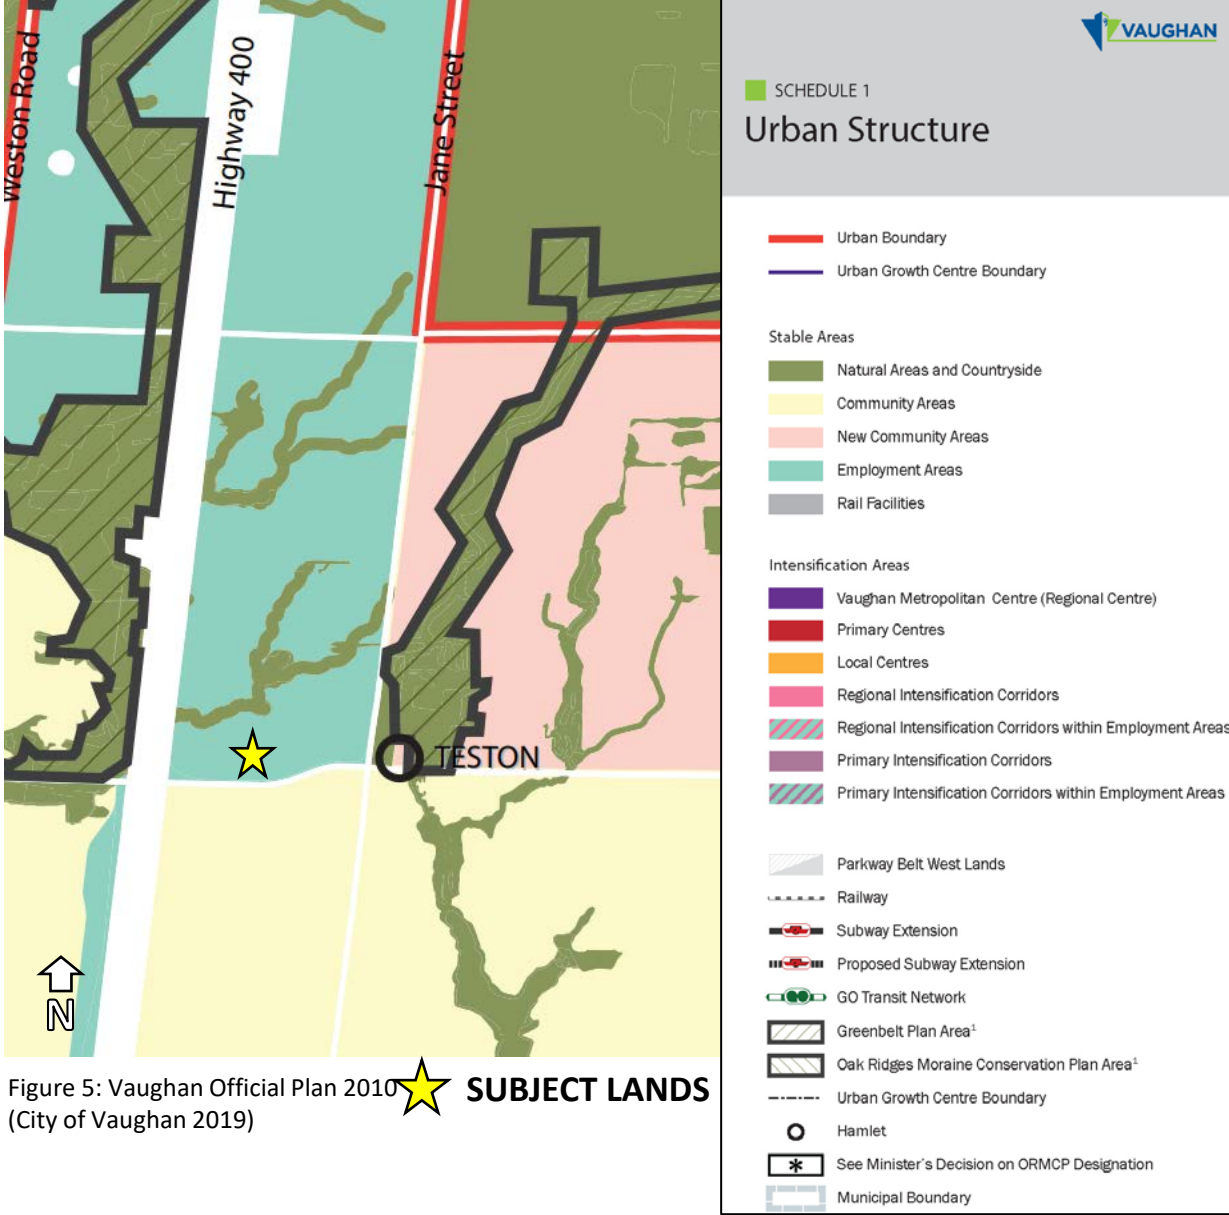 Weston Road
Highway 400
Jane Street
TESTON
N
Figure 5: Vaughan Official Plan 2010
(City of Vaughan 2019)
SUBJECT LANDS
VAUGHAN
SCHEDULE 1
Urban Structure
Urban Boundary
Urban Growth Centre Boundary
Stable Areas
Natural Areas and Countryside
Community Areas
New Community Areas
Employment Areas
Rail Facilities
Intensification Areas
Vaughan Metropolitan Centre (Regional Centre)
Primary Centres
Local Centres
Regional Intensification Corridors
Regional Intensification Corridors within Employment Areas
Primary Intensification Corridors
Primary Intensification Corridors within Employment Areas
Parkway Belt West Lands
Railway
Subway Extension
Proposed Subway Extension
GO Transit Network
Greenbelt Plan Area¹
Oak Ridges Moraine Conservation Plan Area¹
Urban Growth Centre Boundary
Hamlet
* See Minister's Decision on ORMCP Designation
Municipal Boundary